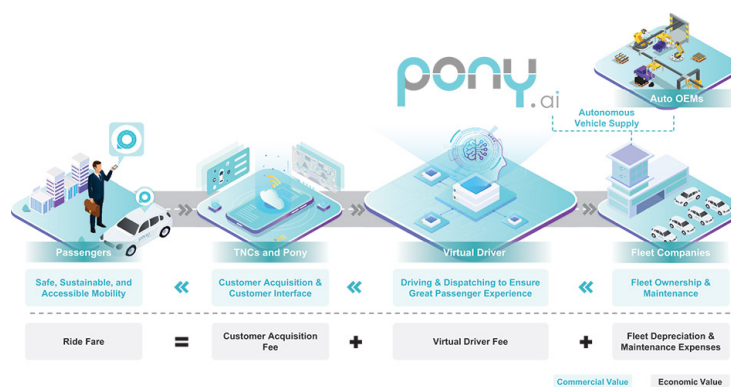 pony.ai
Auto OEMs
Autonomous
Vehicle Supply
Passengers
TNCs and Pony
Virtual Driver
Fleet Companies
Safe, Sustainable, and
Accessible Mobility
«
Customer Acquisition &
Customer Interface
«
Driving & Dispatching to Ensure
Great Passenger Experience
«
Fleet Ownership &
Maintenance
Ride Fare
=
Customer Acquisition
Fee
+
Virtual Driver Fee
+
Fleet Depreciation &
Maintenance Expenses
Commercial Value
Economic Value